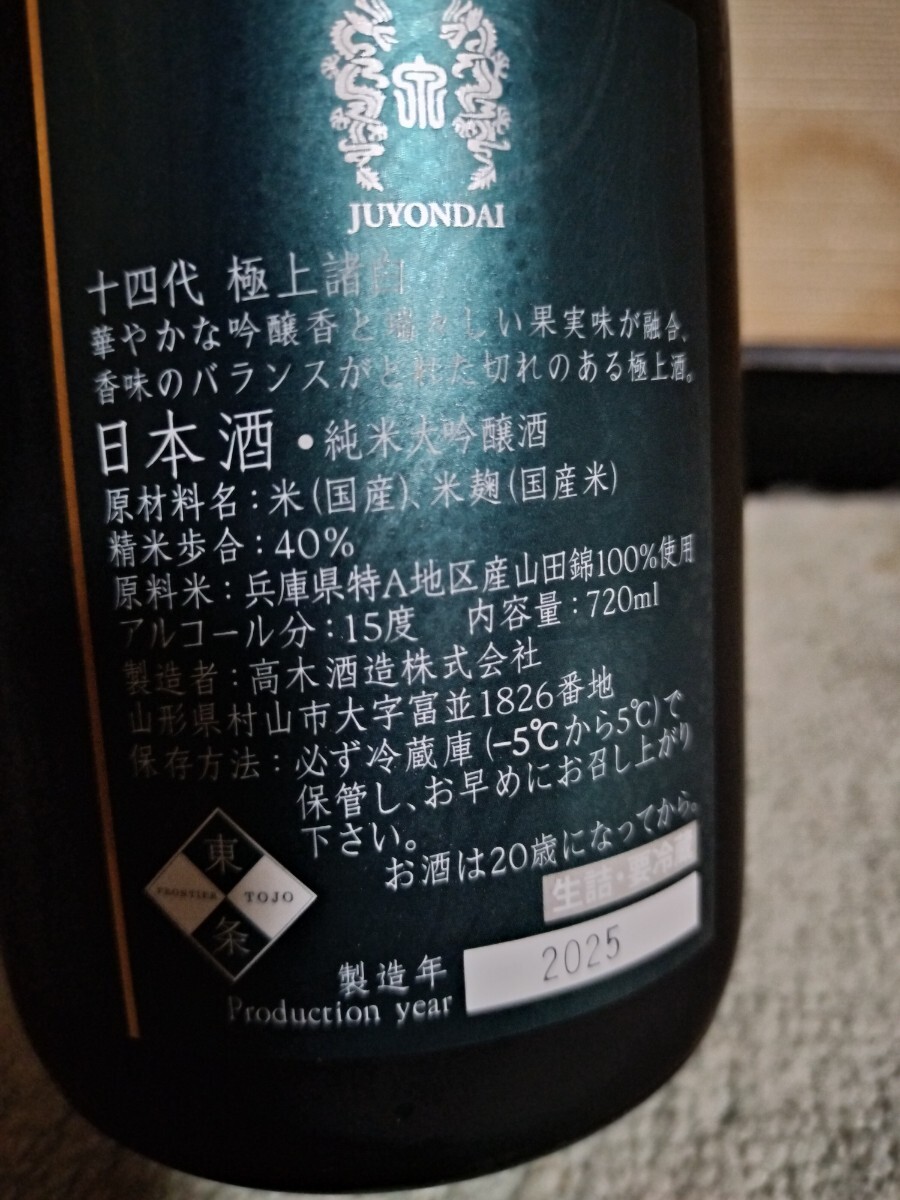 JUYONDAI
十四代 極上諸白
華やかな吟醸香と瑞々しい果実味が融合、
香味のバランスがとれた切れのある極上酒。
日本酒・純米大吟醸酒
原材料名：米(国産)、米麹(国産米)
精米歩合：40%
原料米：兵庫県特A地区産山田錦100%使用
アルコール分：15度 内容量：720ml
製造者：高木酒造株式会社
山形県村山市大字富並1826番地
保存方法：必ず冷蔵庫(-5℃から5℃)で
保管し、お早めにお召し上がり
下さい。
お酒は20歳になってから。
生詰・要冷蔵
東
FRONTIER TOJO
条
製造年
Production year
2025